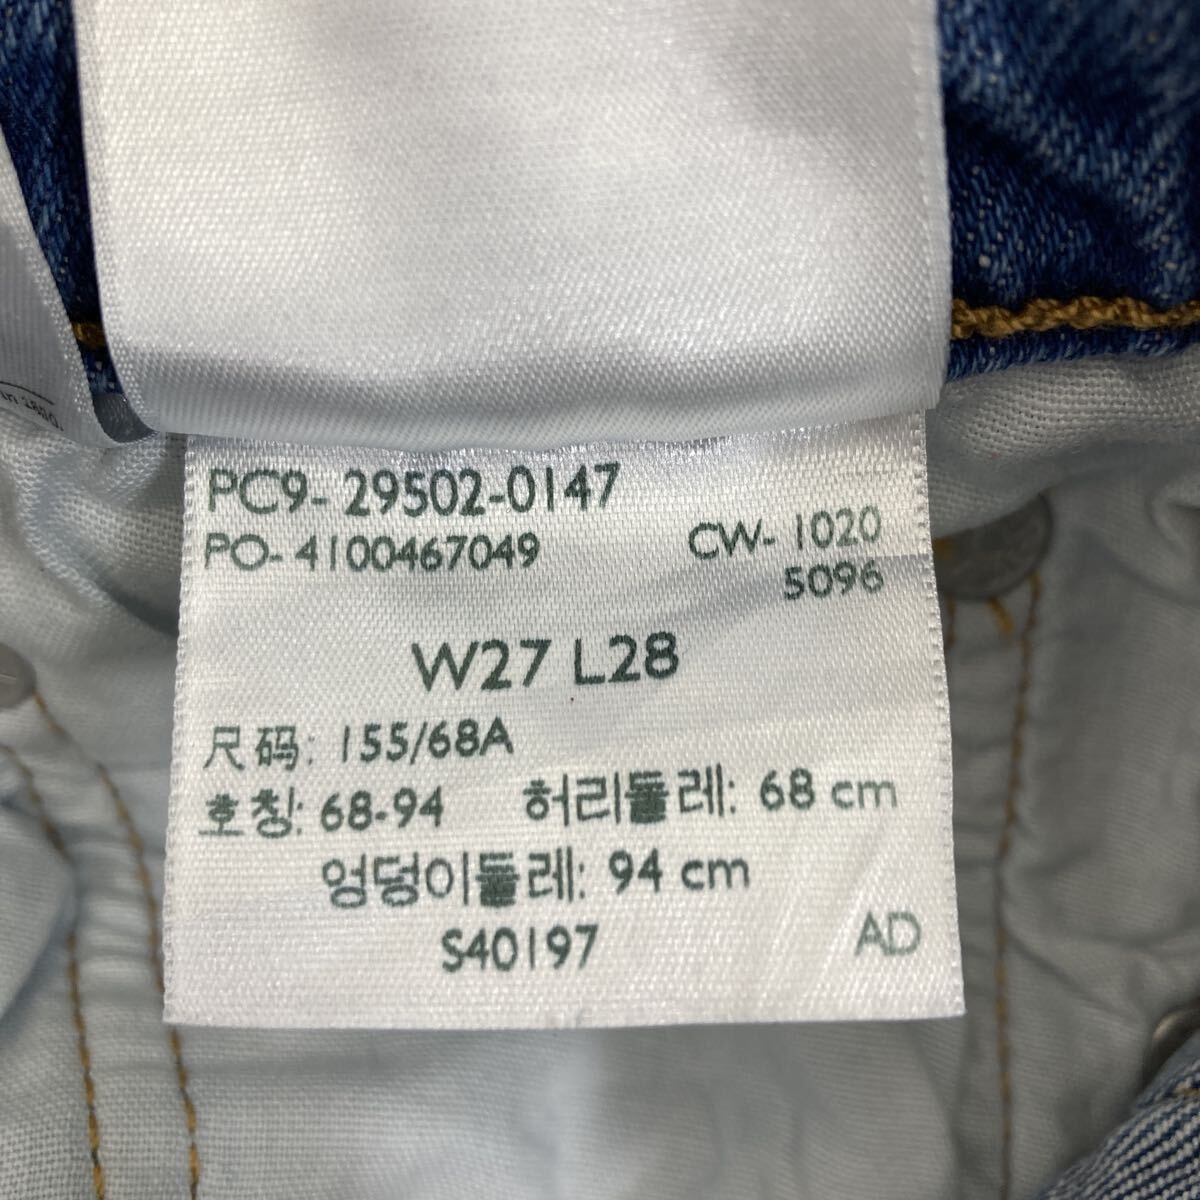 PC9- 29502-0147
PO- 4100467049
CW- 1020
5096
W27 L28
尺码: 155/68A
호칭: 68-94 허리둘레: 68 cm
엉덩이둘레: 94 cm
S40197
AD